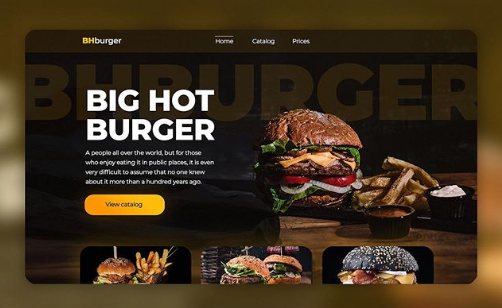 BHburger
Home Catalog Prices
BHBURGER
BIG HOT
BURGER
A people all over the world, but for those
who enjoy eating it in public places, it is even
very difficult to assume that no one knew
about it more than a hundred years ago.
View catalog